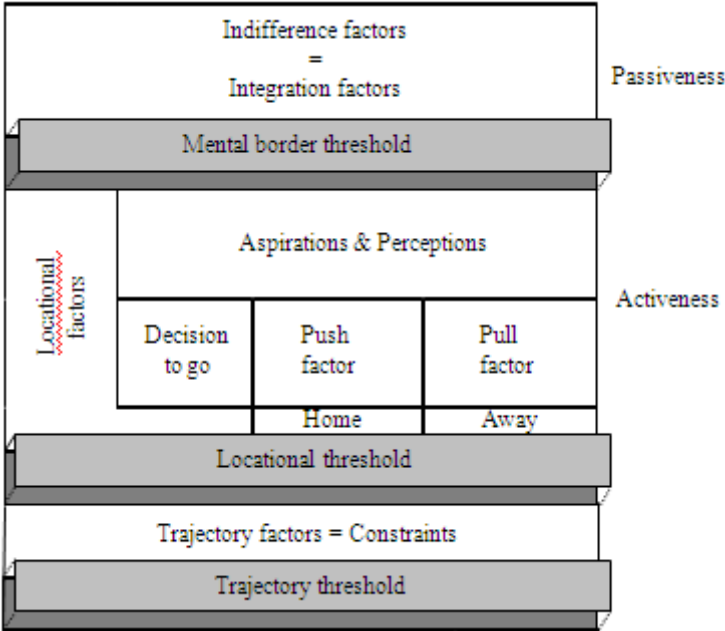 Indifference factors
=
Integration factors
Passiveness
Mental border threshold
Locational
factors
Aspirations & Perceptions
Activeness
Decision
to go
Push
factor
Pull
factor
Home
Away
Locational threshold
Trajectory factors = Constraints
Trajectory threshold